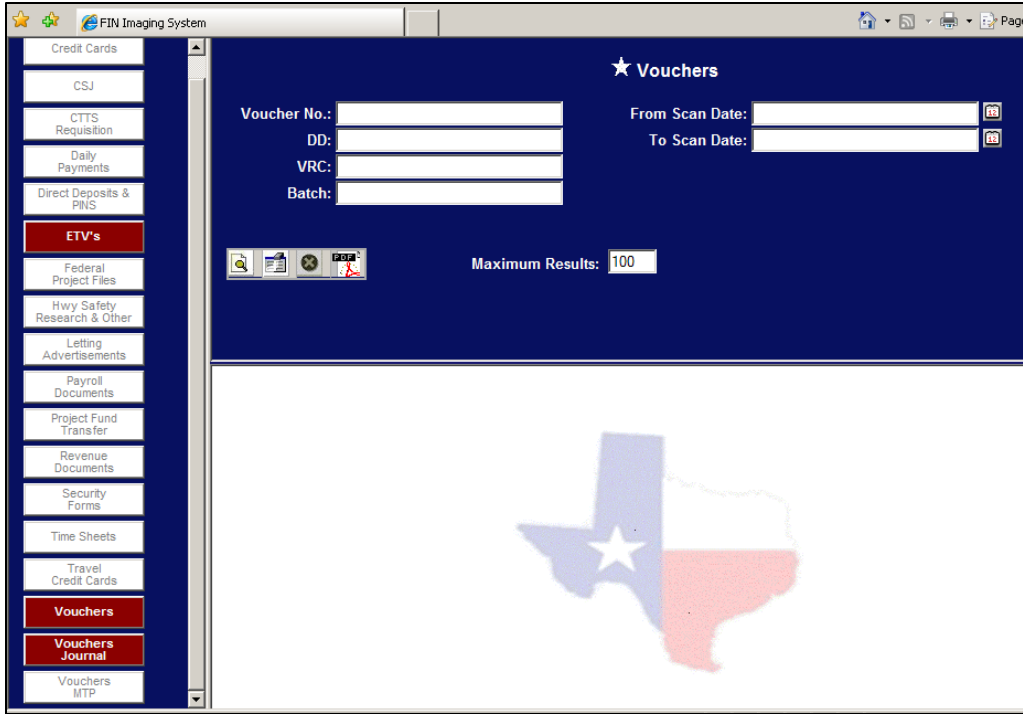 FIN Imaging System
Page
Credit Cards
CSJ
CTTS
Requisition
Daily
Payments
Direct Deposits &
PINS
ETV's
Federal
Project Files
Hwy Safety
Research & Other
Letting
Advertisements
Payroll
Documents
Project Fund
Transfer
Revenue
Documents
Security
Forms
Time Sheets
Travel
Credit Cards
Vouchers
Vouchers
Journal
Vouchers
MTP
Vouchers
Voucher No.:
From Scan Date:
12
DD:
To Scan Date:
12
VRC:
Batch:
PDF
Maximum Results: 100